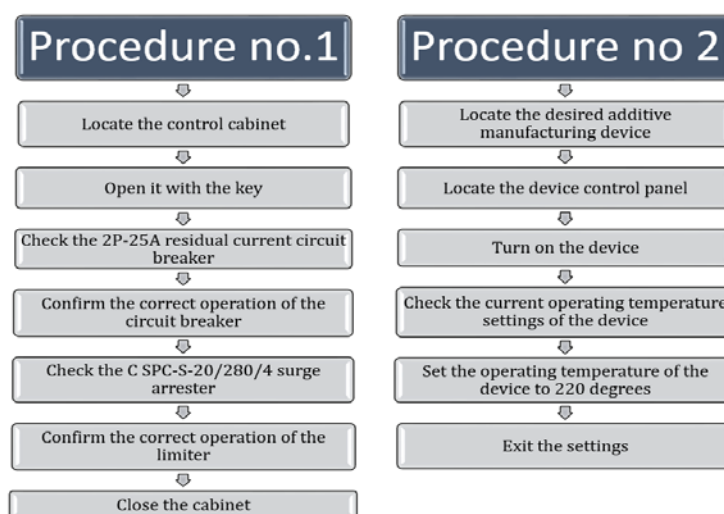 Procedure no.1
Locate the control cabinet
Open it with the key
Check the 2P-25A residual current circuit
breaker
Confirm the correct operation of the
circuit breaker
Check the C SPC-S-20/280/4 surge
arrester
Confirm the correct operation of the
limiter
Close the cabinet
Procedure no 2
Locate the desired additive
manufacturing device
Locate the device control panel
Turn on the device
Check the current operating temperature
settings of the device
Set the operating temperature of the
device to 220 degrees
Exit the settings